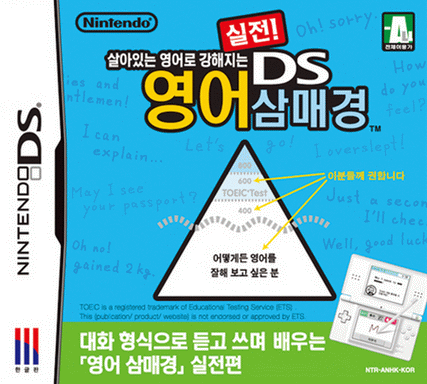 Nintendo
실전!
살아있는 영어로 강해지는
DS
영어삼매경™
전체이용가
NINTENDO DS
Oh! sorry.
How do
you
feel?
ntlemen!
I can
explain...
Let's go!
I overslept!
May I see
your passport?
Just a
second
I'll check
Oh no!
gained 2 kg.
Well, good luck
800
600
TOEIC Test
400
이분들께 권합니다
어떻게든 영어를
잘해 보고 싶은 분
TOEIC is a registered trademark of Educational Testing Service (ETS).
This (publication/ product/ website) is not endorsed or approved by ETS.
대화 형식으로 듣고 쓰며 배우는
「영어 삼매경」 실전편
한글판
NTR-ANHK-KOR